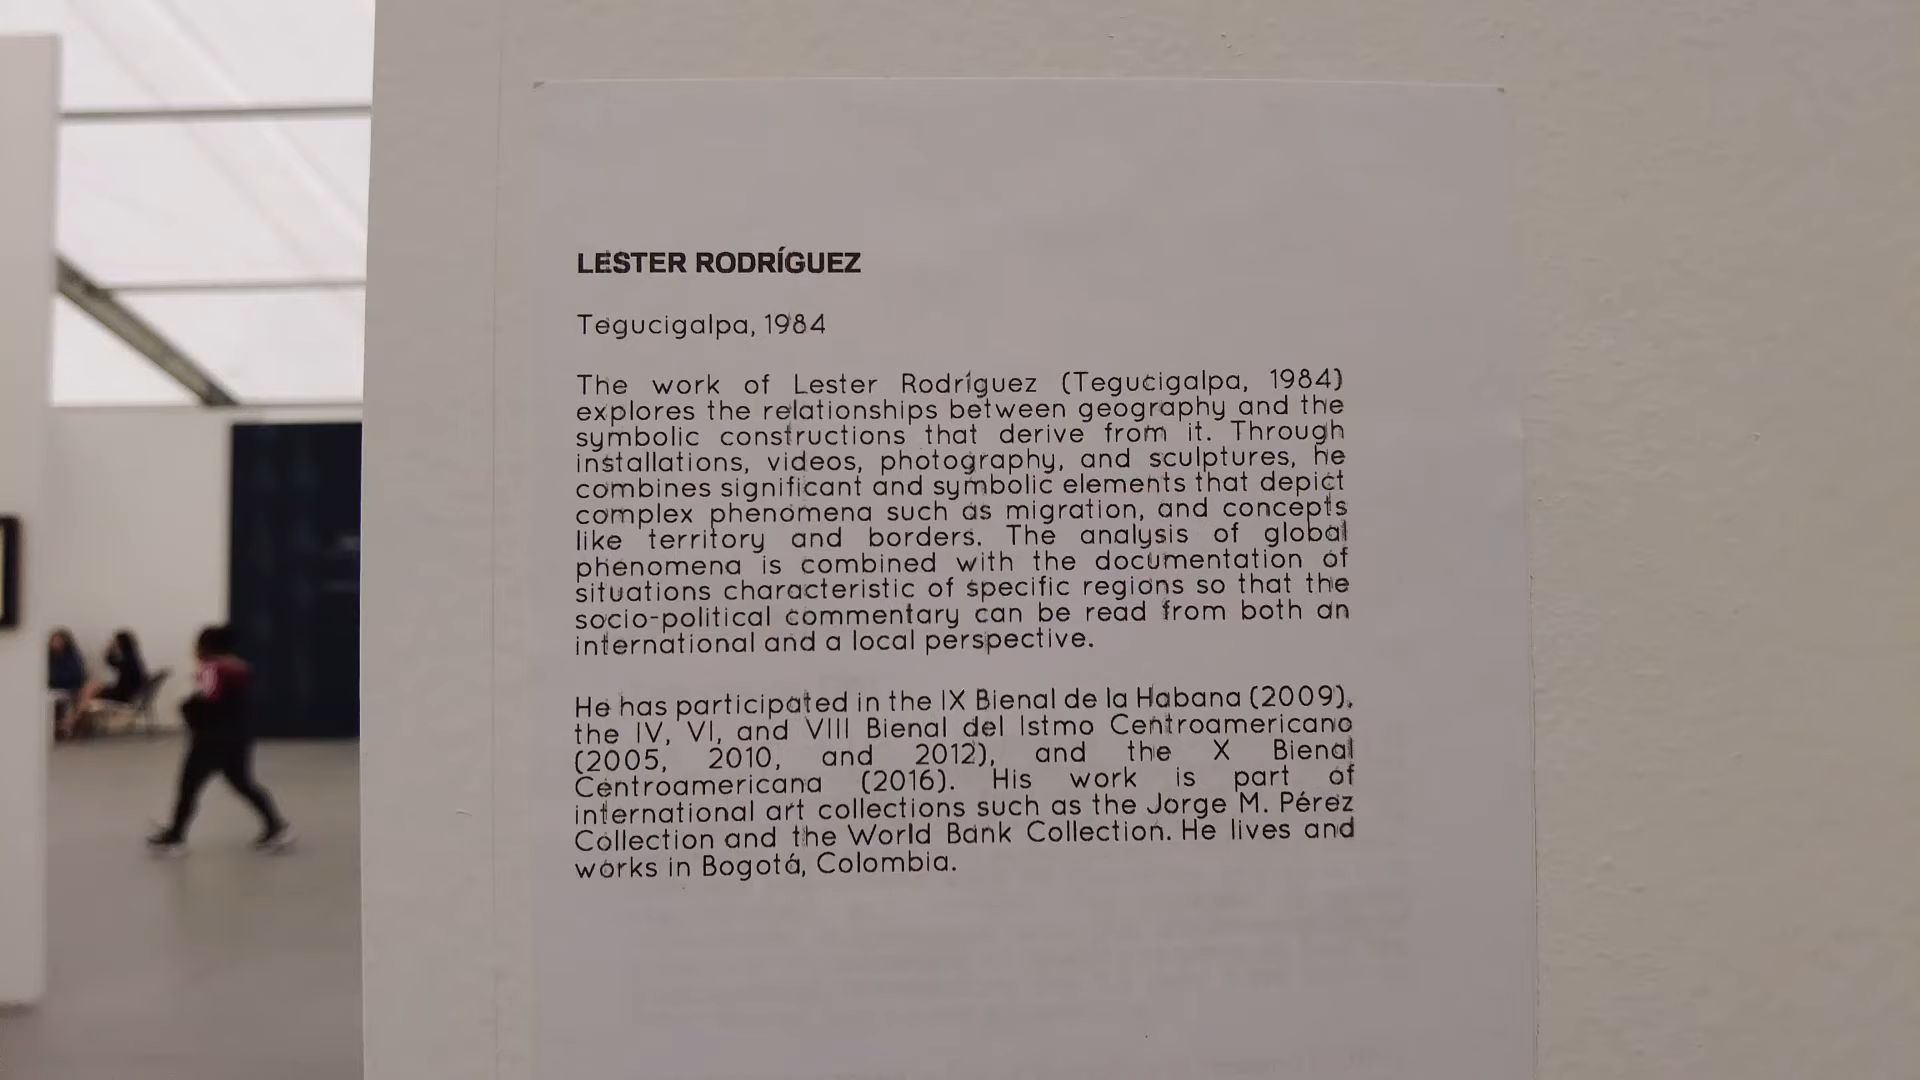 LESTER RODRÍGUEZ
Tegucigalpa, 1984
The work of Lester Rodríguez (Tegucigalpa, 1984)
explores the relationships between geography and the
symbolic constructions that derive from it. Through
installations, videos, photography, and sculptures, he
combines significant and symbolic elements that depict
complex phenomena such as migration, and concepts
like territory and borders. The analysis of global
phenomena is combined with the documentation of
situations characteristic of specific regions so that the
socio-political commentary can be read from both an
international and a local perspective.
He has participated in the IX Bienal de la Habana (2009),
the IV, VI, and VIII Bienal del Istmo Centroamericano
(2005, 2010, and 2012), and the X Bienal
Centroamericana (2016). His work is part of
international art collections such as the Jorge M. Pérez
Collection and the World Bank Collection. He lives and
works in Bogotá, Colombia.